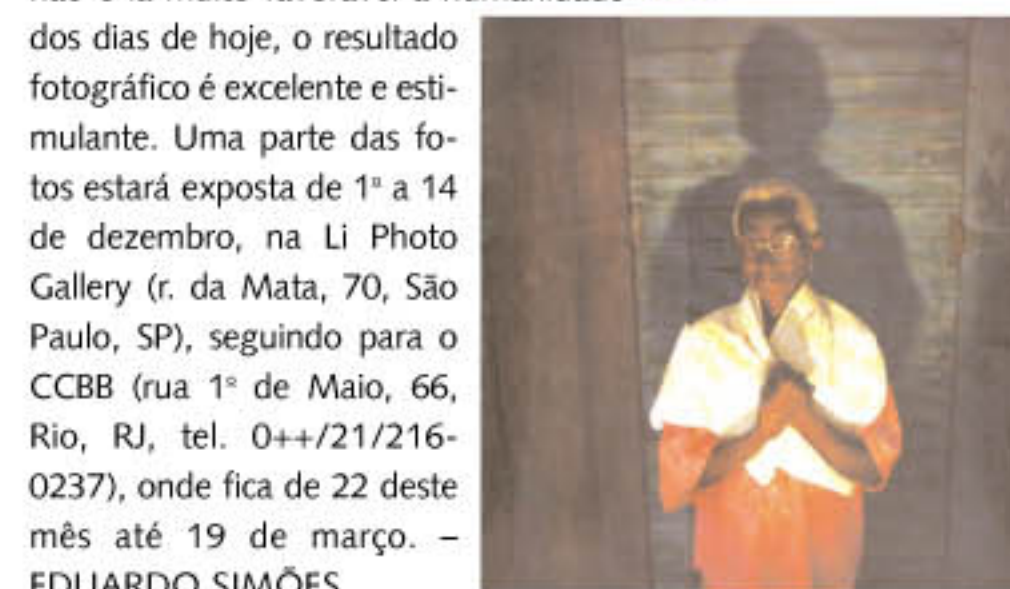 dos dias de hoje, o resultado
fotográfico é excelente e esti-
mulante. Uma parte das fo-
tos estará exposta de 1º a 14
de dezembro, na Li Photo
Gallery (r. da Mata, 70, São
Paulo, SP), seguindo para o
CCBB (rua 1º de Maio, 66,
Rio, RJ, tel. 0++/21/216-
0237), onde fica de 22 deste
mês até 19 de março. –
EDUARDO SIMÕES